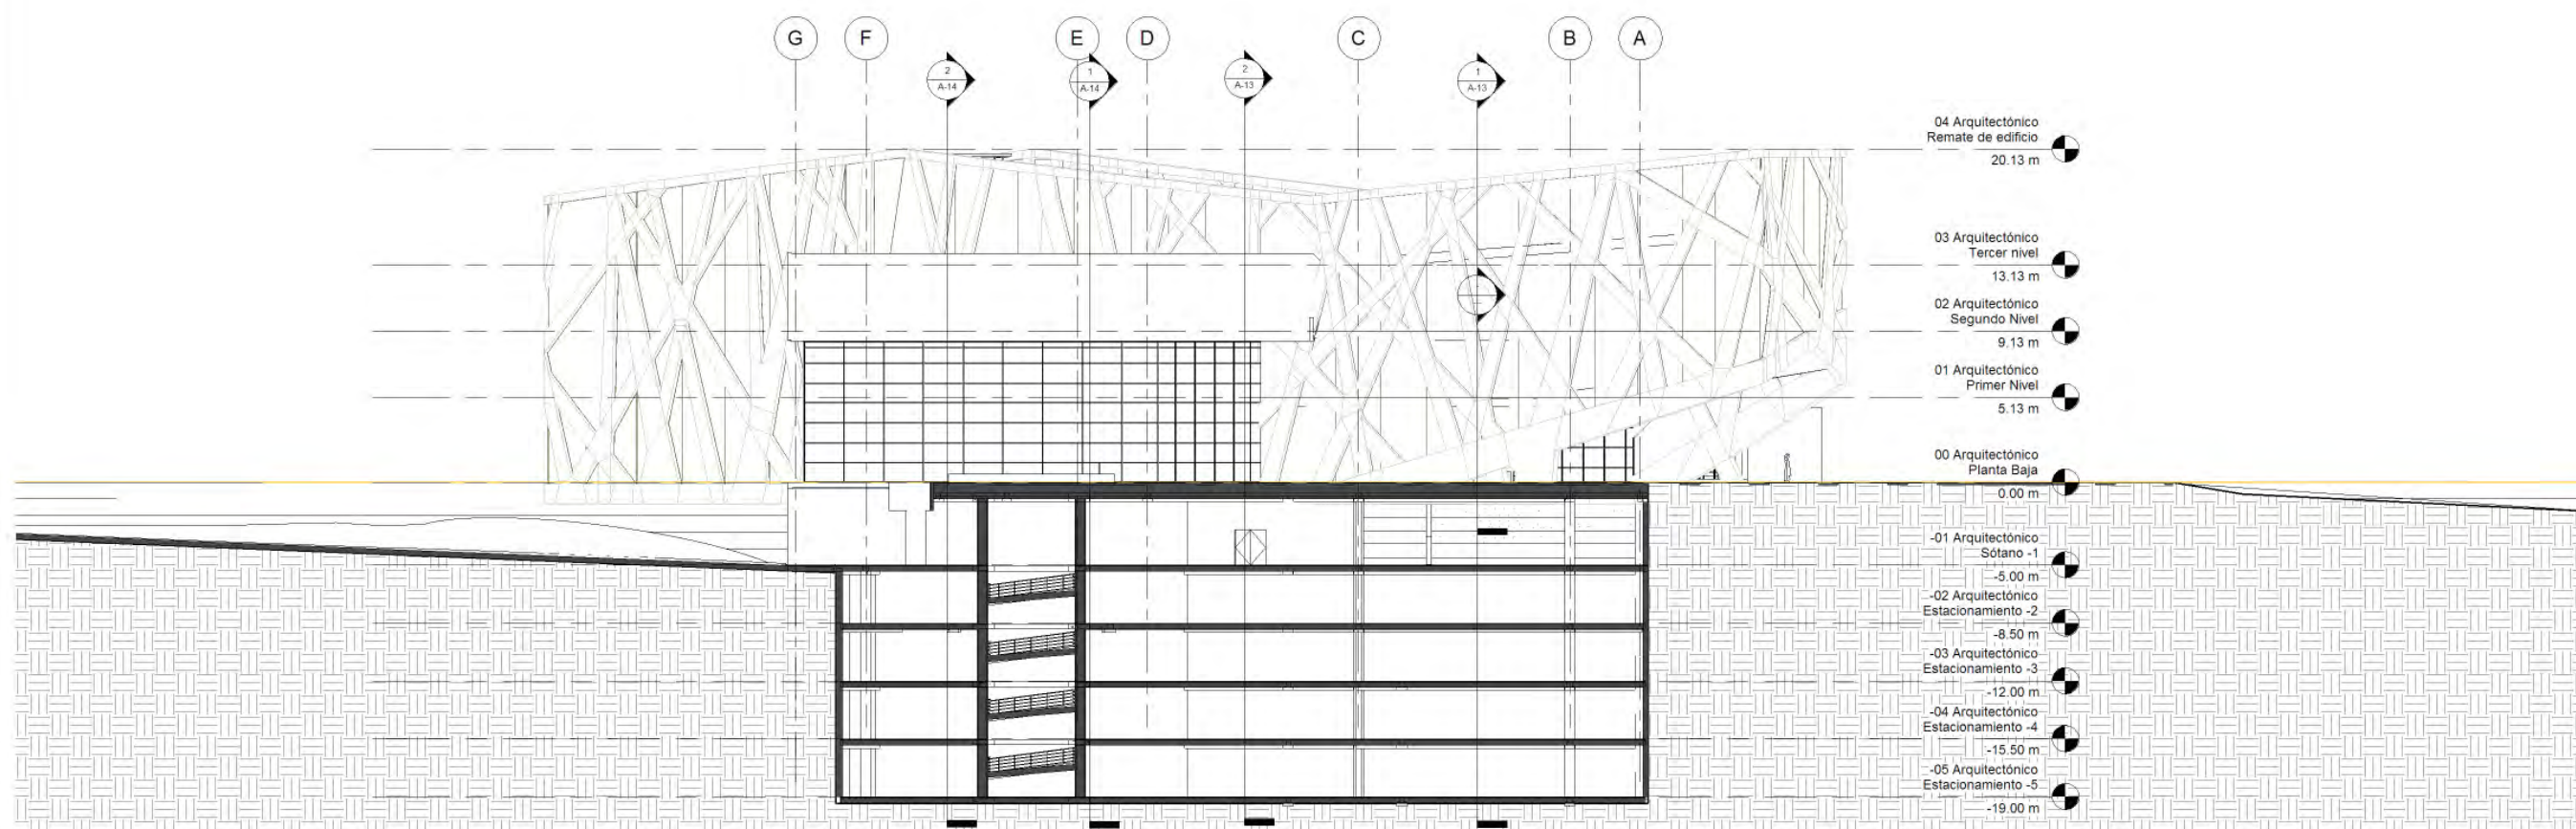 G
F
E
D
C
B
A
2
A-14
1
A-14
2
A-13
1
A-13
04 Arquitectónico
Remate de edificio
20.13 m
03 Arquitectónico
Tercer nivel
13.13 m
02 Arquitectónico
Segundo Nivel
9.13 m
01 Arquitectónico
Primer Nivel
5.13 m
00 Arquitectónico
Planta Baja
0.00 m
-01 Arquitectónico
Sótano -1
-5.00 m
-02 Arquitectónico
Estacionamiento -2
-8.50 m
-03 Arquitectónico
Estacionamiento -3
-12.00 m
-04 Arquitectónico
Estacionamiento -4
-15.50 m
-05 Arquitectónico
Estacionamiento -5
-19.00 m